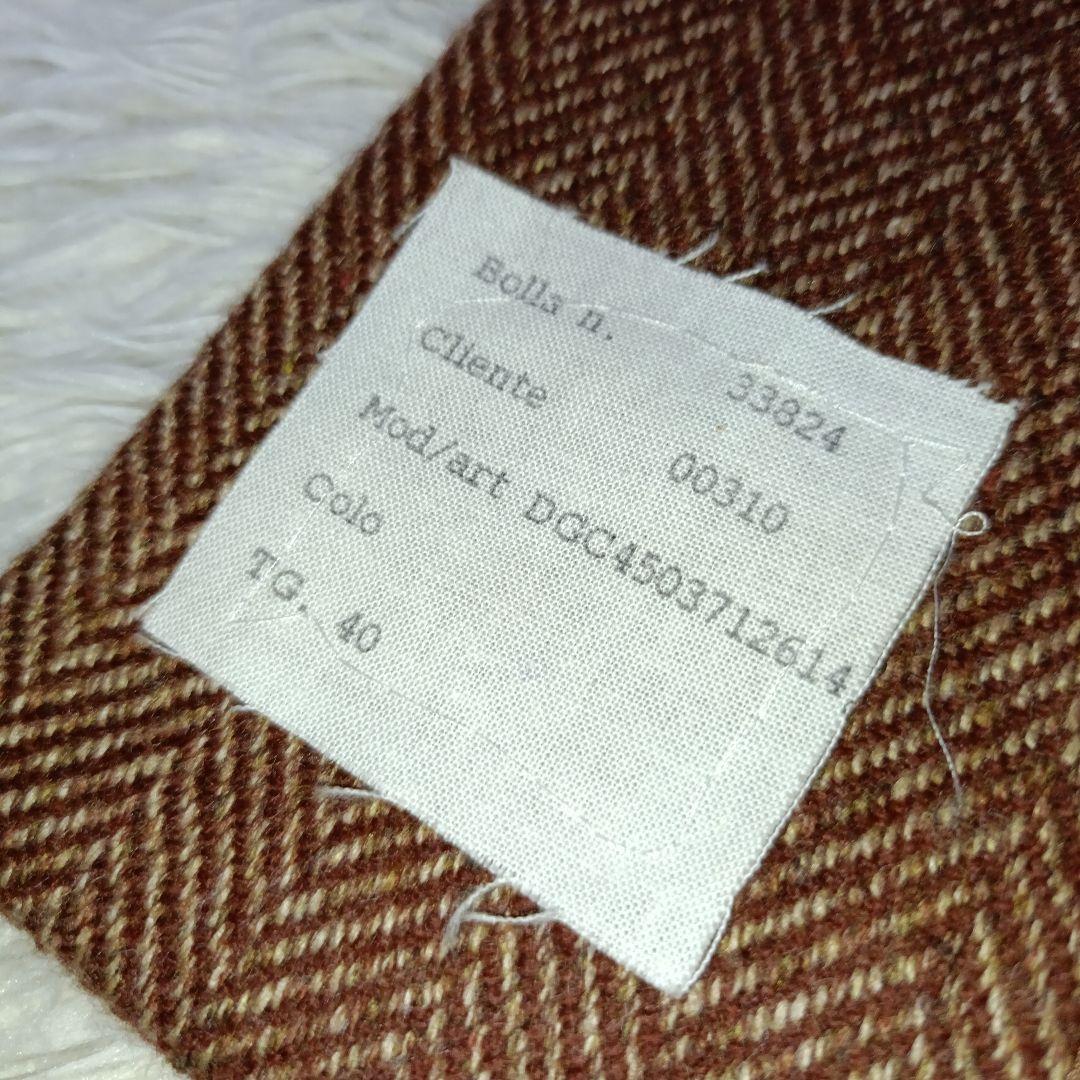 Bolla n. 33824
Cliente 00310
Mod/art DGC4503712614
Colo
TG. 40